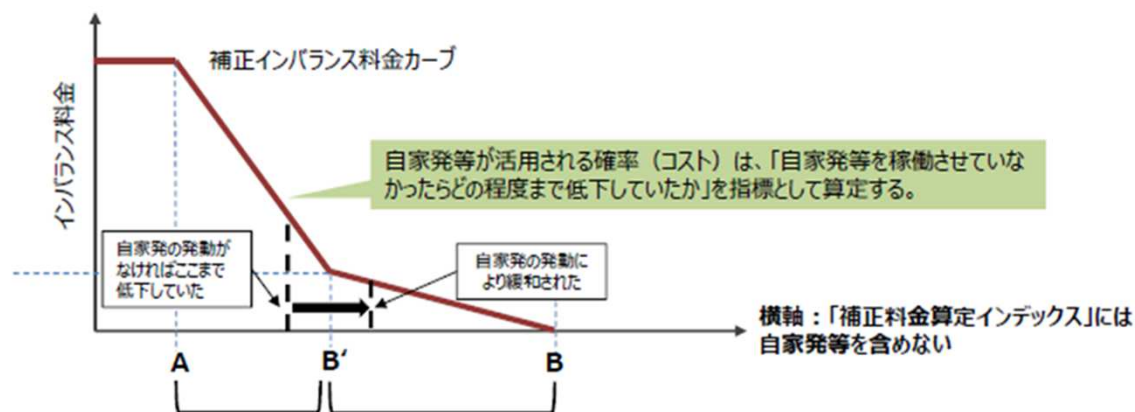 補正インバランス料金カーブ
インバランス料金
自家発等が活用される確率（コスト）は、「自家発等を稼働させていな
かったらどの程度まで低下していたか」を指標として算定する。
自家発の発動が
なければここまで
低下していた
自家発の発動に
より緩和された
横軸：「補正料金算定インデックス」には
自家発等を含めない
A
B‘
B